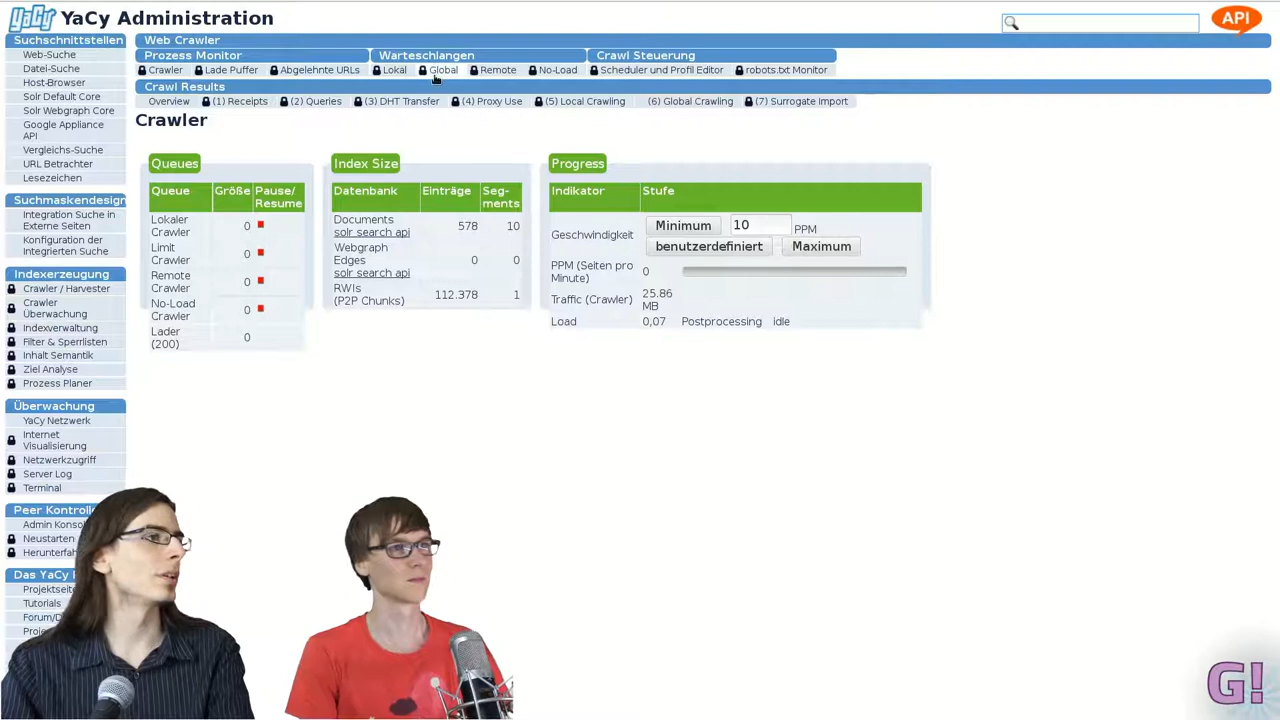 YaCy YaCy Administration
API
Suchschnittstellen
Web-Suche
Datei-Suche
Host-Browser
Solr Default Core
Solr Webgraph Core
Google Appliance
API
Vergleichs-Suche
URL Betrachter
Lesezeichen
Suchmaskendesign
Integration Suche in
Externe Seiten
Konfiguration der
Integrierten Suche
Indexerzeugung
Crawler / Harvester
Crawler
Überwachung
Indexverwaltung
Filter & Sperrlisten
Inhalt Semantik
Ziel Analyse
Prozess Planer
Überwachung
YaCy Netzwerk
Internet
Visualisierung
Netzwerkzugriff
Server Log
Terminal
Peer Kontroll
Admin Konso
Neustarten
Herunterfah
Das YaCy
Projektseit
Tutorials
Forum/D
Proje
Web Crawler
Prozess Monitor Warteschlangen Crawl Steuerung
Crawler Lade Puffer Abgelehnte URLs Lokal Global Remote No-Load Scheduler und Profil Editor robots.txt Monitor
Crawl Results
Overview (1) Receipts (2) Queries (3) DHT Transfer (4) Proxy Use (5) Local Crawling (6) Global Crawling (7) Surrogate Import
Crawler
Queues
Queue Größe Pause/
Resume
Lokaler
Crawler 0
Limit
Crawler 0
Remote
Crawler 0
No-Load
Crawler 0
Lader
(200) 0
Index Size
Datenbank Einträge Seg-
ments
Documents
solr search api 578 10
Webgraph
Edges
solr search api 0 0
RWIs
(P2P Chunks) 112.378 1
Progress
Indikator Stufe
Geschwindigkeit Minimum 10 PPM
benutzerdefiniert Maximum
PPM (Seiten pro
Minute) 0
Traffic (Crawler) 25.86
MB
Load 0,07 Postprocessing idle
G!